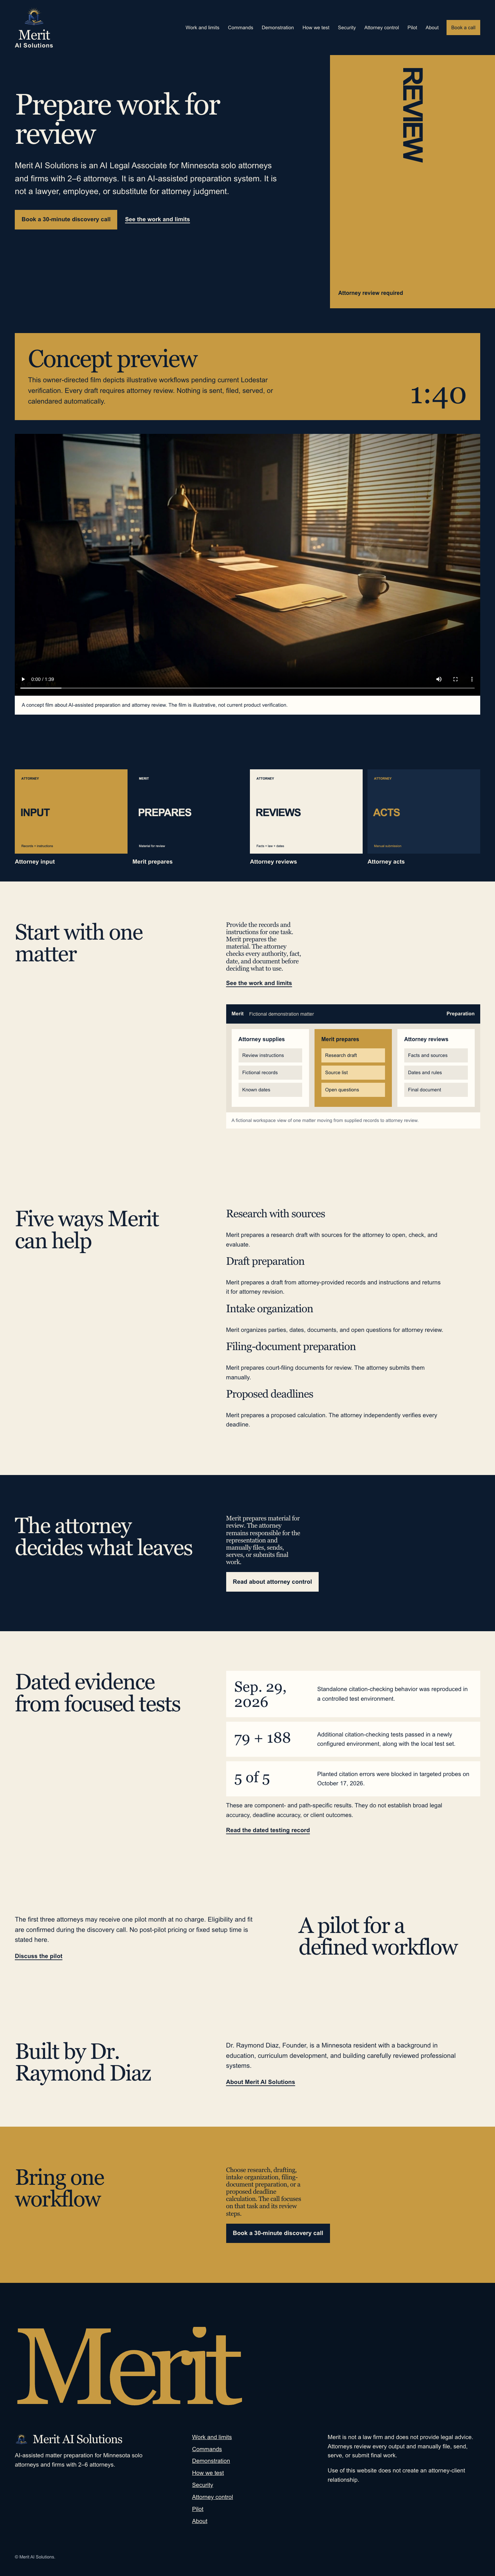 Merit
AI Solutions
Work and limits
Commands
Demonstration
How we test
Security
Attorney control
Pilot
About
Book a call
Prepare work for
review
Merit AI Solutions is an AI Legal Associate for Minnesota solo attorneys
and firms with 2–6 attorneys. It is an AI-assisted preparation system. It is
not a lawyer, employee, or substitute for attorney judgment.
Book a 30-minute discovery call
See the work and limits
REVIEW
Attorney review required
Concept preview
This owner-directed film depicts illustrative workflows pending current Lodestar
verification. Every draft requires attorney review. Nothing is sent, filed, served, or
calendared automatically.
1:40
0:00 / 1:39
A concept film about AI-assisted preparation and attorney review. The film is illustrative, not current product verification.
ATTORNEY
INPUT
Records + instructions
Attorney input
MERIT
PREPARES
Material for review
Merit prepares
ATTORNEY
REVIEWS
Facts + law + dates
Attorney reviews
ATTORNEY
ACTS
Manual submission
Attorney acts
Start with one
matter
Provide the records and
instructions for one task.
Merit prepares the
material. The attorney
checks every authority, fact,
date, and document before
deciding what to use.
See the work and limits
Merit
Fictional demonstration matter
Preparation
Attorney supplies
Review instructions
Fictional records
Known dates
Merit prepares
Research draft
Source list
Open questions
Attorney reviews
Facts and sources
Dates and rules
Final document
A fictional workspace view of one matter moving from supplied records to attorney review.
Five ways Merit
can help
Research with sources
Merit prepares a research draft with sources for the attorney to open, check, and
evaluate.
Draft preparation
Merit prepares a draft from attorney-provided records and instructions and returns
it for attorney revision.
Intake organization
Merit organizes parties, dates, documents, and open questions for attorney review.
Filing-document preparation
Merit prepares court-filing documents for review. The attorney submits them
manually.
Proposed deadlines
Merit prepares a proposed calculation. The attorney independently verifies every
deadline.
The attorney
decides what leaves
Merit prepares material for
review. The attorney
remains responsible for the
representation and
manually files, sends,
serves, or submits final
work.
Read about attorney control
Dated evidence
from focused tests
Sep. 29,
2026
Standalone citation-checking behavior was reproduced in
a controlled test environment.
79 + 188
Additional citation-checking tests passed in a newly
configured environment, along with the local test set.
5 of 5
Planted citation errors were blocked in targeted probes on
October 17, 2026.
These are component- and path-specific results. They do not establish broad legal
accuracy, deadline accuracy, or client outcomes.
Read the dated testing record
The first three attorneys may receive one pilot month at no charge. Eligibility and fit
are confirmed during the discovery call. No post-pilot pricing or fixed setup time is
stated here.
Discuss the pilot
A pilot for a
defined workflow
Built by Dr.
Raymond Diaz
Dr. Raymond Diaz, Founder, is a Minnesota resident with a background in
education, curriculum development, and building carefully reviewed professional
systems.
About Merit AI Solutions
Bring one
workflow
Choose research, drafting,
intake organization, filing-
document preparation, or a
proposed deadline
calculation. The call focuses
on that task and its review
steps.
Book a 30-minute discovery call
Merit
Merit AI Solutions
AI-assisted matter preparation for Minnesota solo
attorneys and firms with 2–6 attorneys.
Work and limits
Commands
Demonstration
How we test
Security
Attorney control
Pilot
About
Merit is not a law firm and does not provide legal advice.
Attorneys review every output and manually file, send,
serve, or submit final work.
Use of this website does not create an attorney-client
relationship.
© Merit AI Solutions.